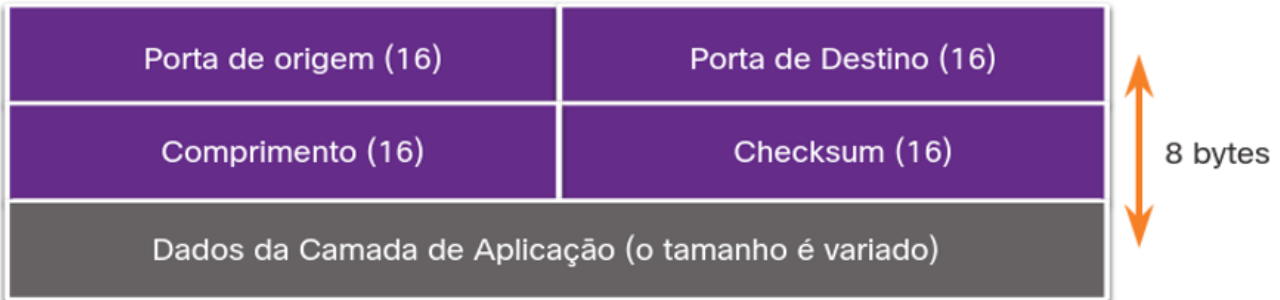 Porta de origem (16) Porta de Destino (16)
Comprimento (16) Checksum (16)
8 bytes
Dados da Camada de Aplicação (o tamanho é variado)